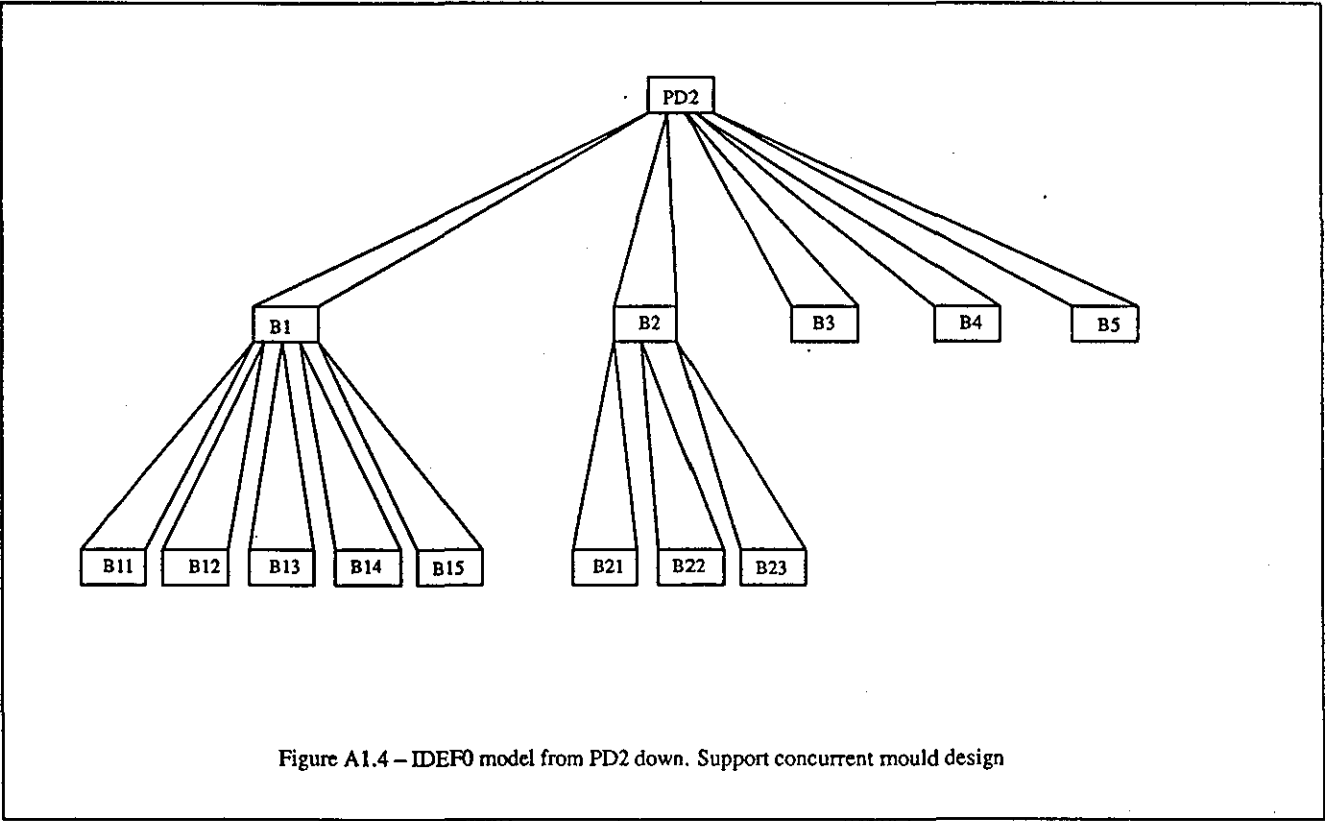 PD2
B1
B2
B3
B4
B5
B11
B12
B13
B14
B15
B21
B22
B23
Figure A1.4 – IDEF0 model from PD2 down. Support concurrent mould design